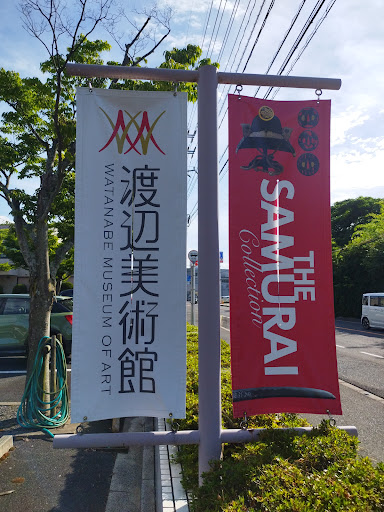 渡辺美術館
WATANABE MUSEUM OF ART
THE
SAMURAI
Collection